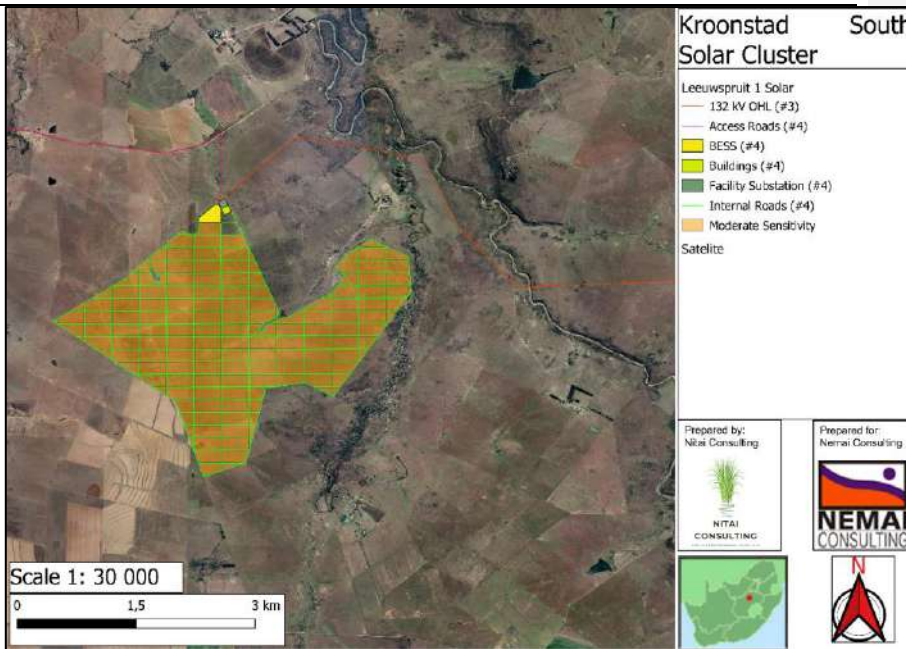 Kroonstad South
Solar Cluster
Leeuwspruit 1 Solar
132 kV OHL (#3)
Access Roads (#4)
BESS (#4)
Buildings (#4)
Facility Substation (#4)
Internal Roads (#4)
Moderate Sensitivity
Satelite
Prepared by:
Nitai Consulting
NITAI
CONSULTING
Prepared for:
Nemai Consulting
NEMAI
CONSULTING
N
Scale 1: 30 000
0 1,5 3 km